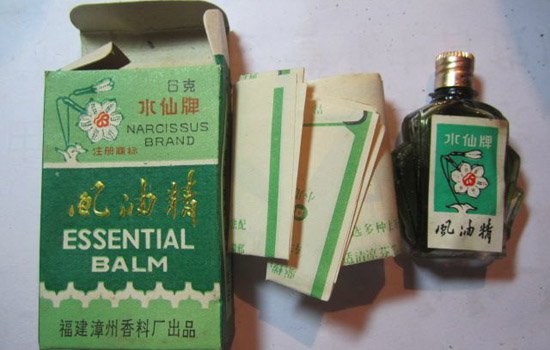 6克
水仙牌
NARCISSUS
BRAND
注册商标
风油精
ESSENTIAL
BALM
福建漳州香料厂出品
水仙牌
风油精